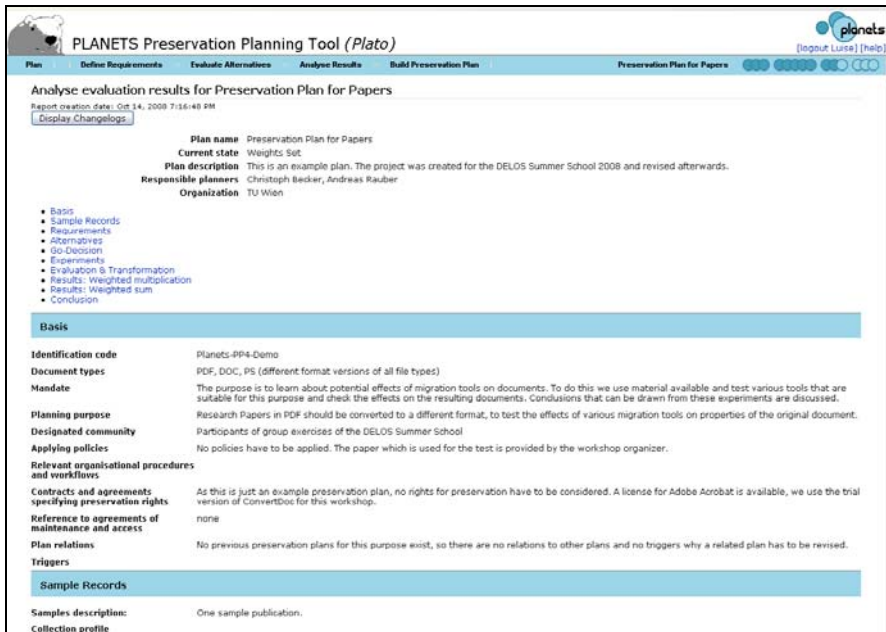 PLANETS Preservation Planning Tool (Plato)
planets
[logout Luise] [help]
Plan Define Requirements Evaluate Alternatives Analyse Results Build Preservation Plan Preservation Plan for Papers
Analyse evaluation results for Preservation Plan for Papers
Report creation date: Oct 14, 2008 7:16:48 PM
Display Changelogs
Plan name Preservation Plan for Papers
Current state Weights Set
Plan description This is an example plan. The project was created for the DELOS Summer School 2008 and revised afterwards.
Responsible planners Christoph Becker, Andreas Rauber
Organization TU Wien
Basis
Sample Records
Requirements
Alternatives
Go-Decision
Experiments
Evaluation & Transformation
Results: Weighted multiplication
Results: Weighted sum
Conclusion
Basis
Identification code Planets-PP4-Demo
Document types PDF, DOC, PS (different format versions of all file types)
Mandate The purpose is to learn about potential effects of migration tools on documents. To do this we use material available and test various tools that are
suitable for this purpose and check the effects on the resulting documents. Conclusions that can be drawn from these experiments are discussed.
Planning purpose Research Papers in PDF should be converted to a different format, to test the effects of various migration tools on properties of the original document.
Designated community Participants of group exercises of the DELOS Summer School
Applying policies No policies have to be applied. The paper which is used for the test is provided by the workshop organizer.
Relevant organisational procedures
and workflows
Contracts and agreements As this is just an example preservation plan, no rights for preservation have to be considered. A license for Adobe Acrobat is available, we use the trial
specifying preservation rights version of ConvertDoc for this workshop.
Reference to agreements of none
maintenance and access
Plan relations No previous preservation plans for this purpose exist, so there are no relations to other plans and no triggers why a related plan has to be revised.
Triggers
Sample Records
Samples description: One sample publication.
Collection profile